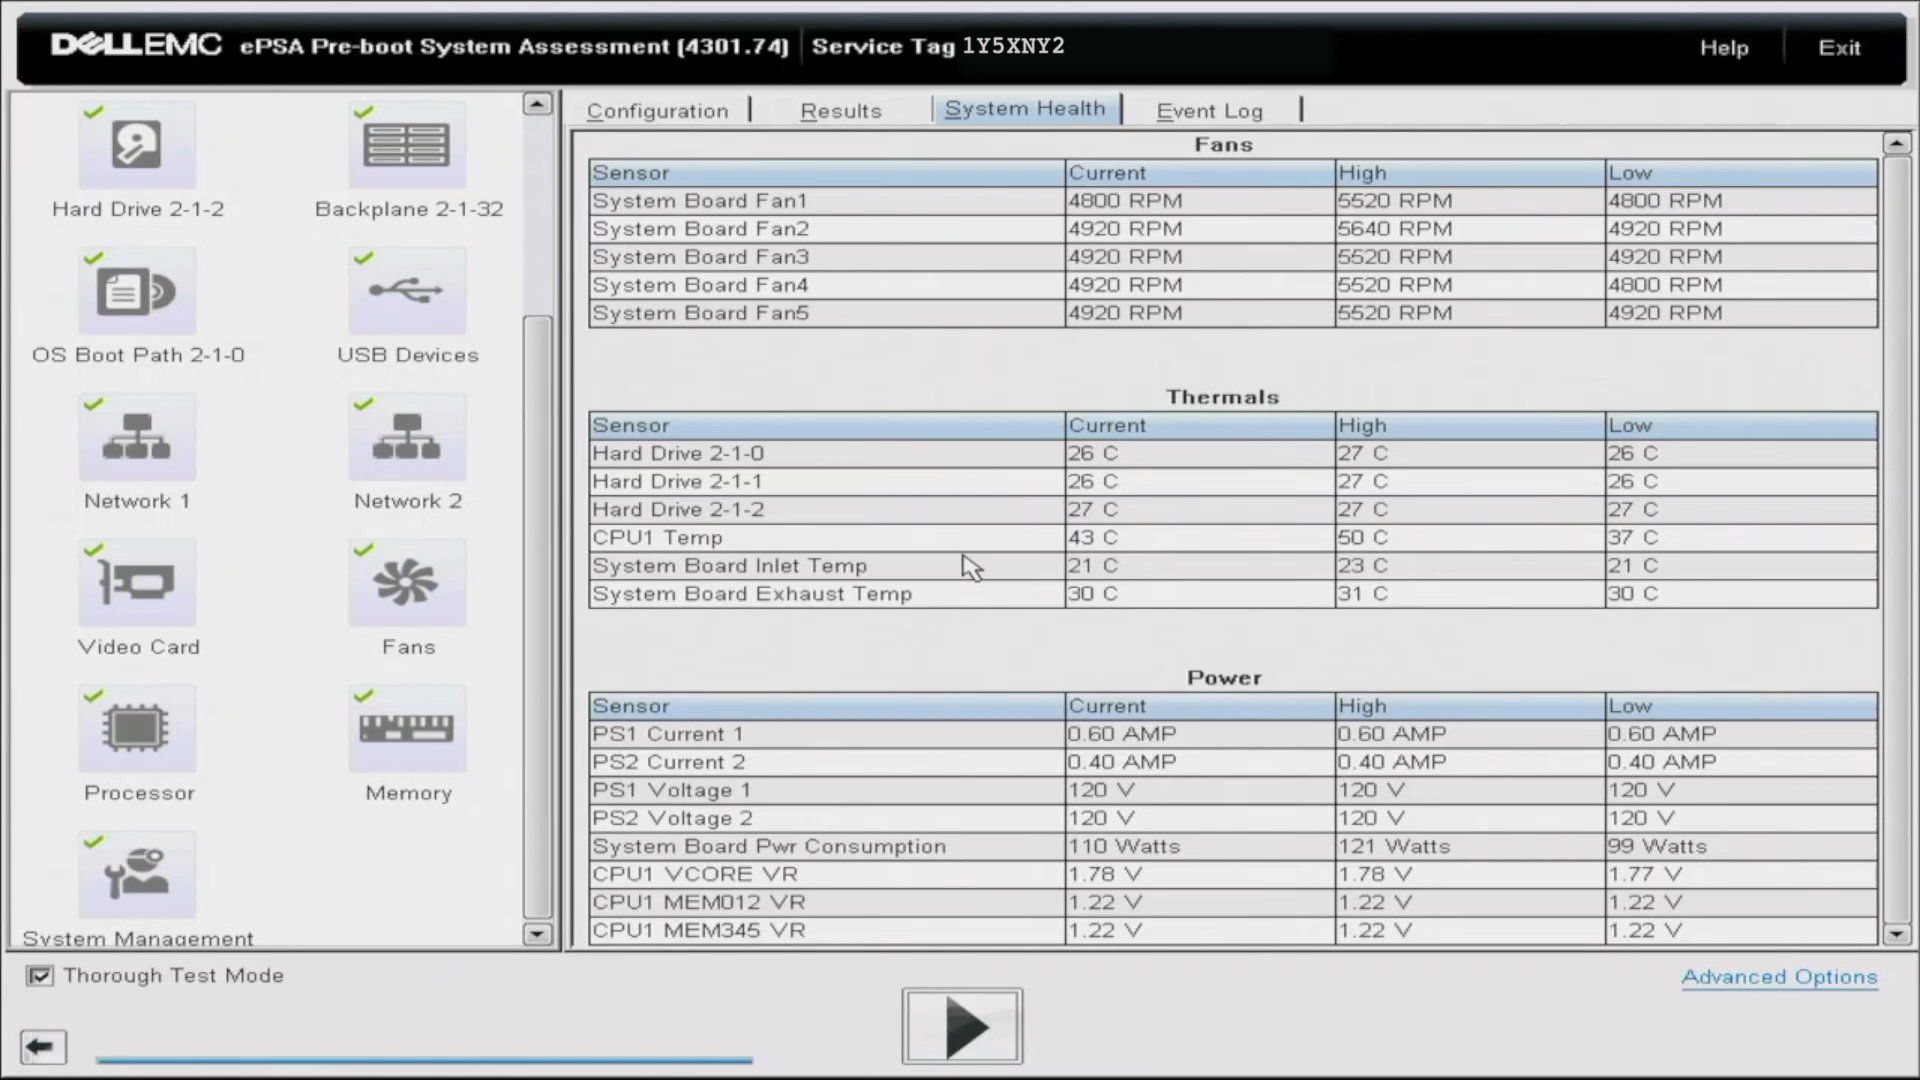 DELLEMC ePSA Pre-boot System Assessment (4301.74) Service Tag 1Y5XNY2 Help Exit
Hard Drive 2-1-2 Backplane 2-1-32
OS Boot Path 2-1-0 USB Devices
Network 1 Network 2
Video Card Fans
Processor Memory
System Management
Configuration Results System Health Event Log
Fans
Sensor Current High Low
System Board Fan1 4800 RPM 5520 RPM 4800 RPM
System Board Fan2 4920 RPM 5640 RPM 4920 RPM
System Board Fan3 4920 RPM 5520 RPM 4920 RPM
System Board Fan4 4920 RPM 5520 RPM 4800 RPM
System Board Fan5 4920 RPM 5520 RPM 4920 RPM
Thermals
Sensor Current High Low
Hard Drive 2-1-0 26 C 27 C 26 C
Hard Drive 2-1-1 26 C 27 C 26 C
Hard Drive 2-1-2 27 C 27 C 27 C
CPU1 Temp 43 C 50 C 37 C
System Board Inlet Temp 21 C 23 C 21 C
System Board Exhaust Temp 30 C 31 C 30 C
Power
Sensor Current High Low
PS1 Current 1 0.60 AMP 0.60 AMP 0.60 AMP
PS2 Current 2 0.40 AMP 0.40 AMP 0.40 AMP
PS1 Voltage 1 120 V 120 V 120 V
PS2 Voltage 2 120 V 120 V 120 V
System Board Pwr Consumption 110 Watts 121 Watts 99 Watts
CPU1 VCORE VR 1.78 V 1.78 V 1.77 V
CPU1 MEM012 VR 1.22 V 1.22 V 1.22 V
CPU1 MEM345 VR 1.22 V 1.22 V 1.22 V
Thorough Test Mode
Advanced Options